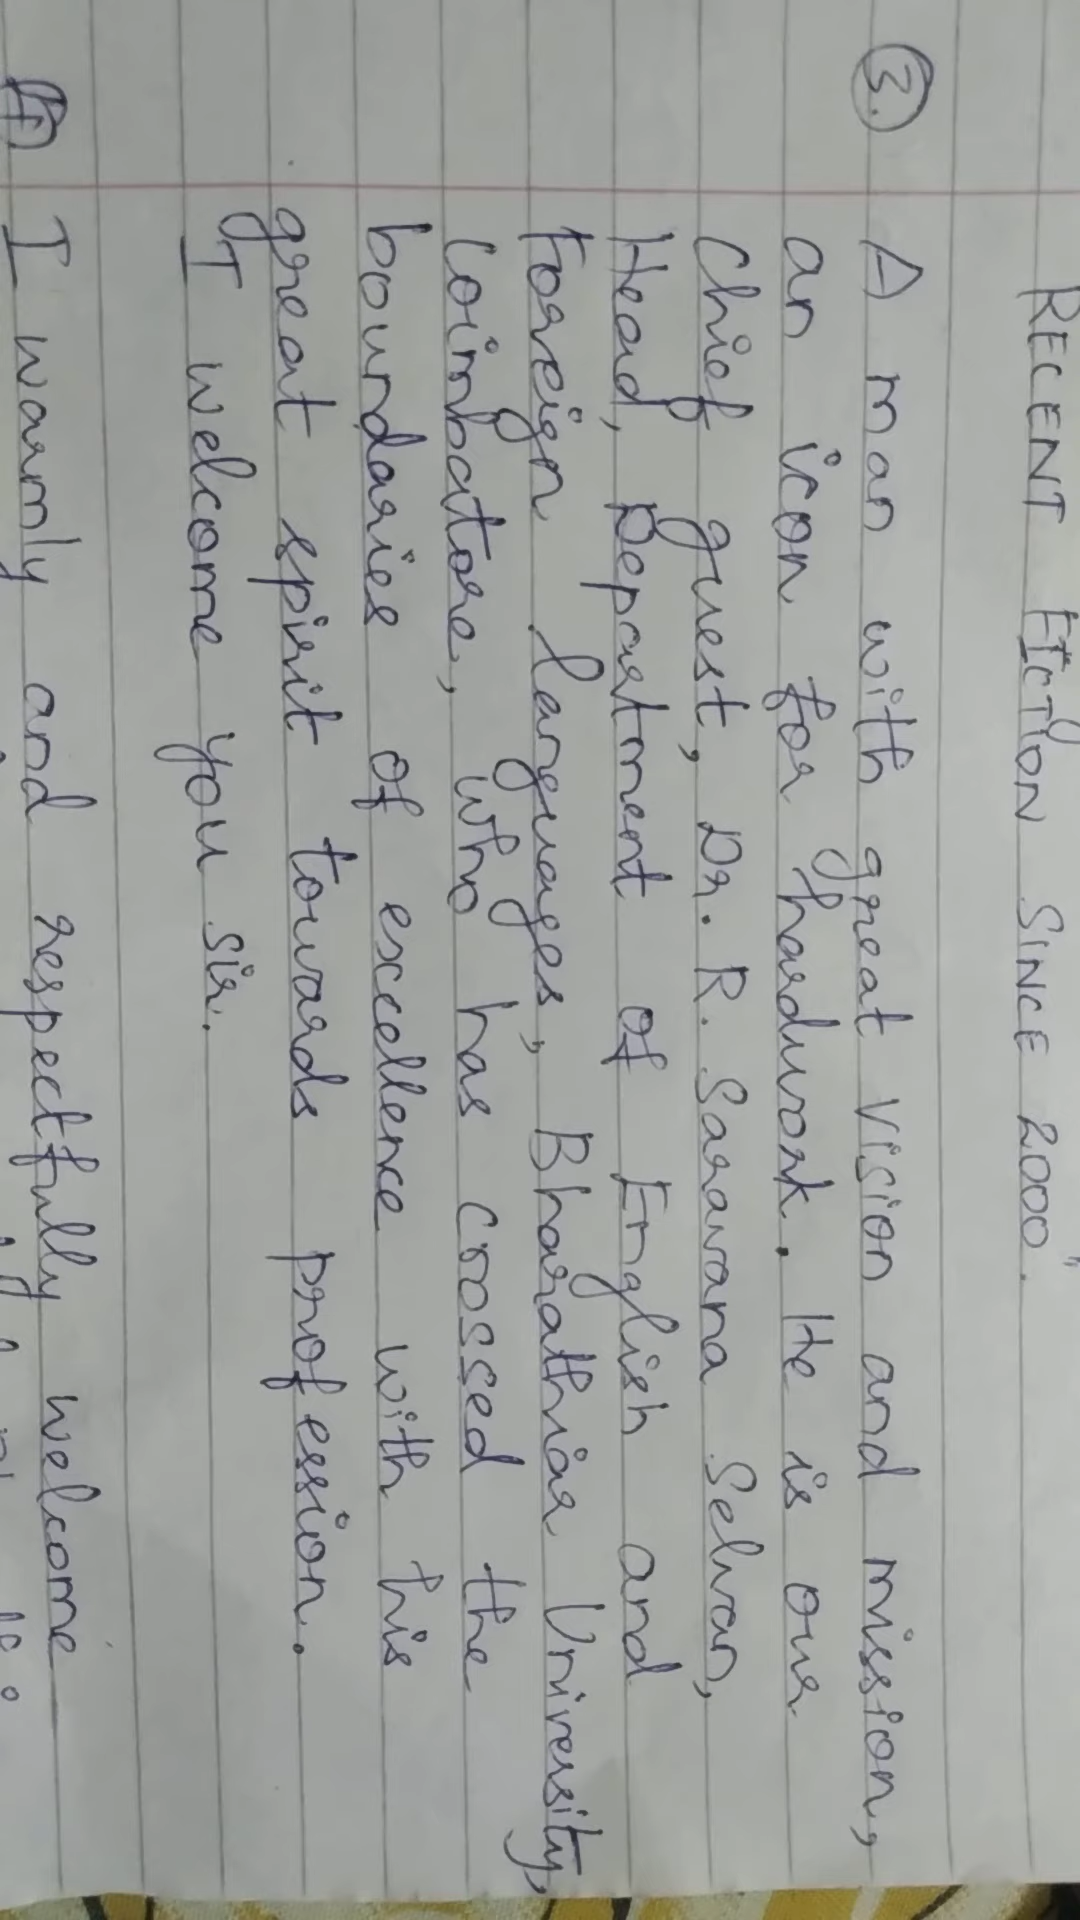 RECENT FICTION SINCE 2000".
3. A man with great vision and mission,
an icon for hardwork. He is our
Chief guest, Dr. R. Saravana Selvan,
Head, Department of English and
Foreign languages, Bharathiar University,
Coimbatore, who has crossed the
boundaries of excellence with his
great spirit towards profession.
I welcome you sir.
I warmly and respectfully welcome